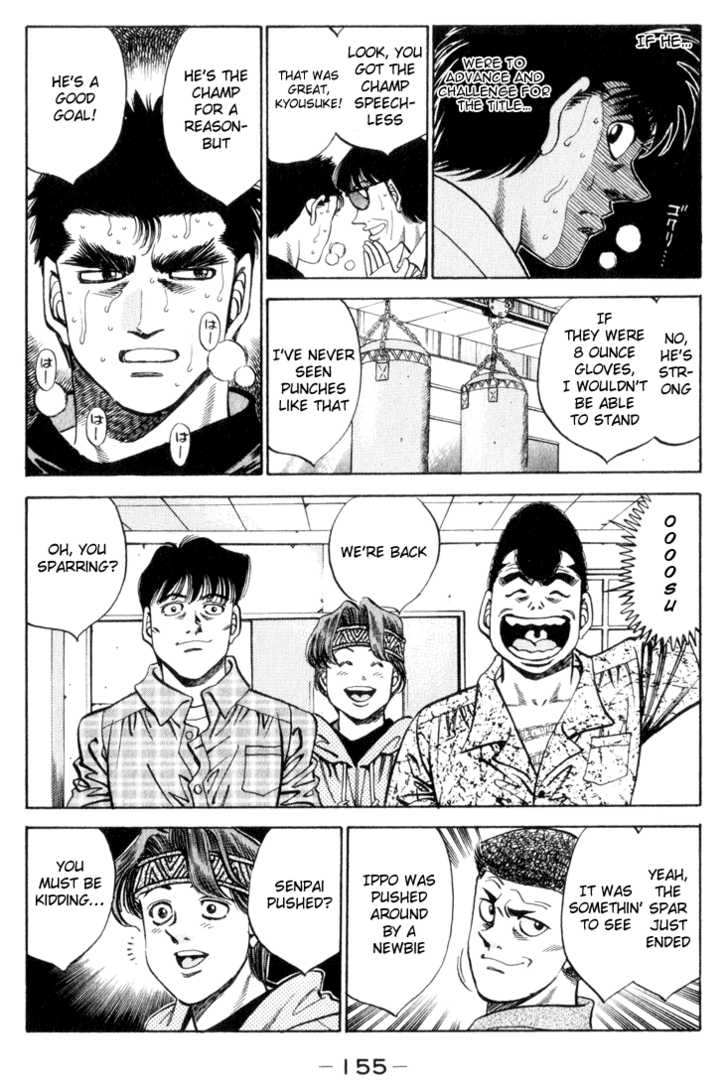 IF HE...
WERE TO
ADVANCE AND
CHALLENGE FOR
THE TITLE...
ゴクリ...
LOOK, YOU
GOT THE
CHAMP
SPEECH-
LESS
THAT WAS
GREAT,
KYOUSUKE!
HE'S THE
CHAMP
FOR A
REASON-
BUT
HE'S A
GOOD
GOAL!
はー
はー
はー
はー
NO,
HE'S
STR-
ONG
IF
THEY WERE
8 OUNCE
GLOVES,
I WOULDN'T
BE ABLE
TO STAND
I'VE NEVER
SEEN
PUNCHES
LIKE THAT
OOOOSU
WE'RE BACK
OH, YOU
SPARRING?
YEAH,
THE
SPAR
JUST
ENDED
IT WAS
SOMETHIN'
TO SEE
IPPO WAS
PUSHED
AROUND
BY A
NEWBIE
SENPAI
PUSHED?
YOU
MUST BE
KIDDING...
-155-